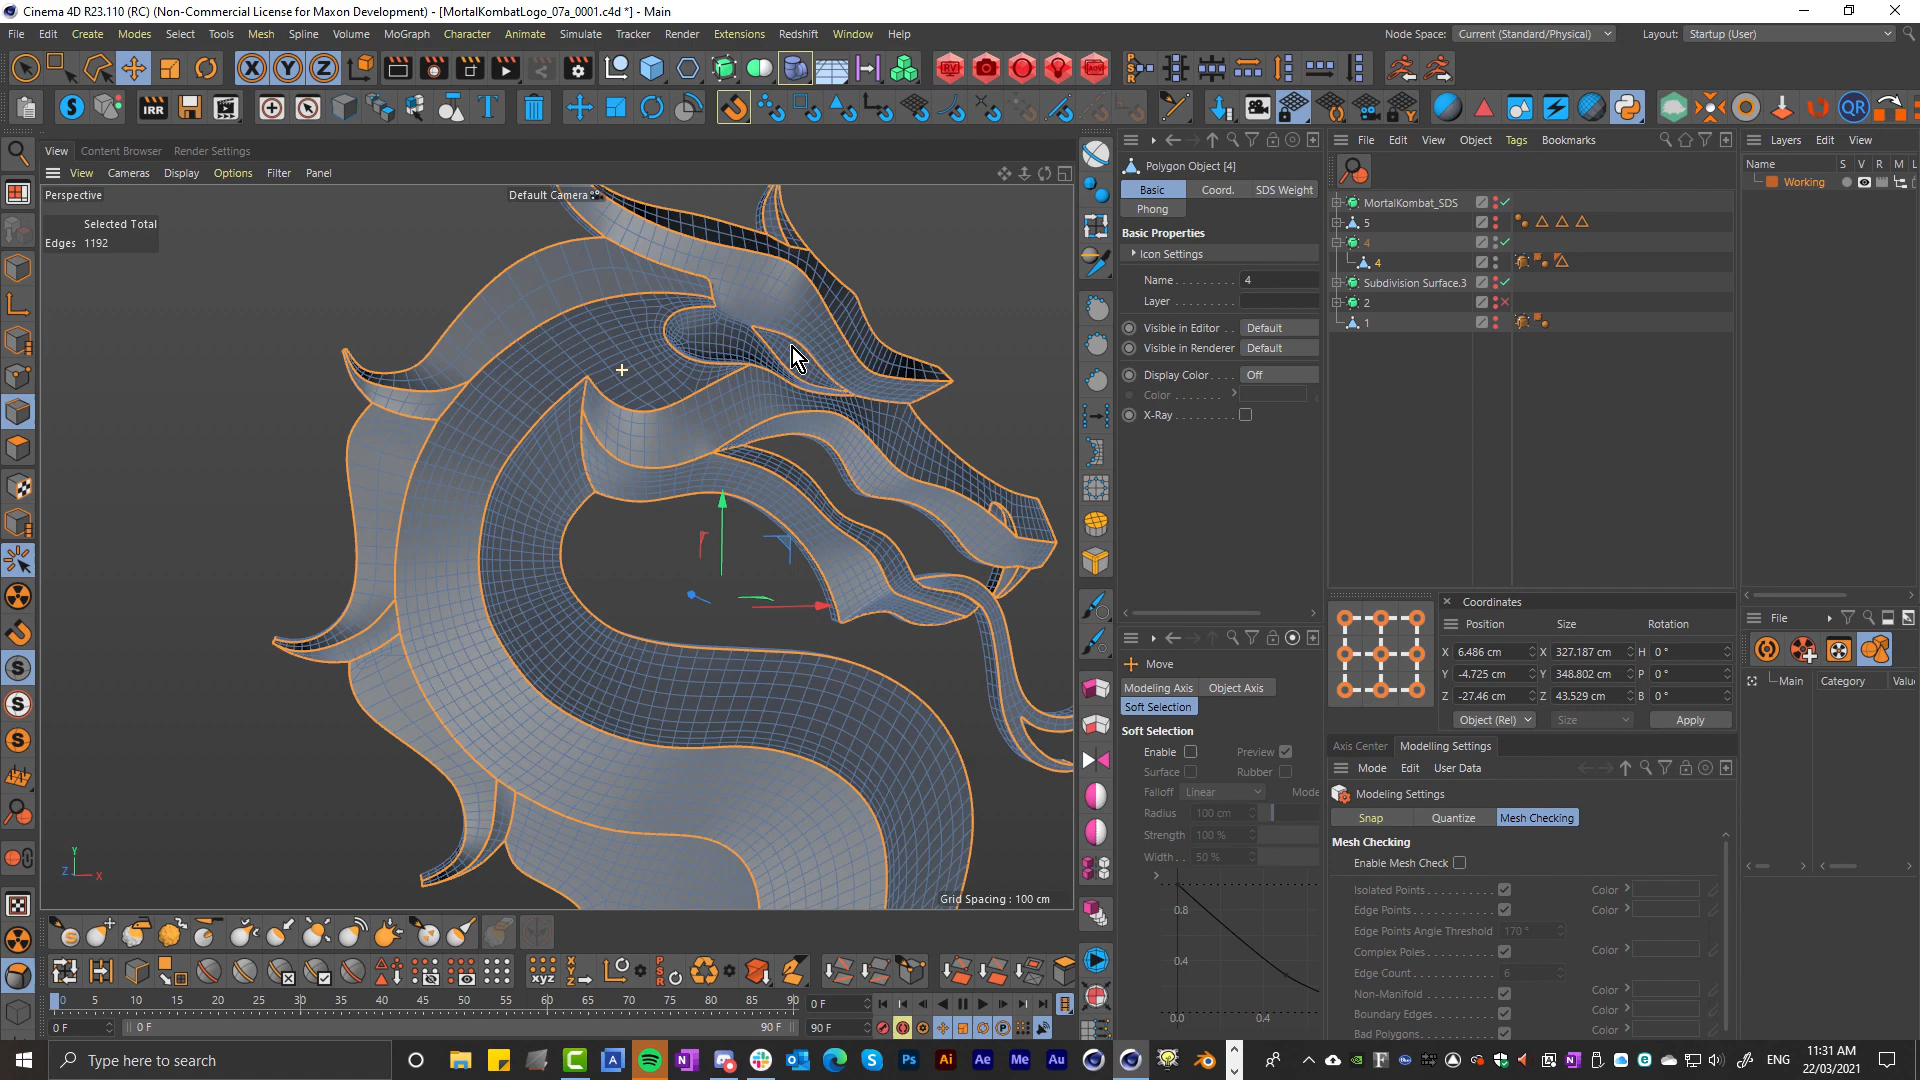 Cinema 4D R23.110 (RC) (Non-Commercial License for Maxon Development) - [MortalKombatLogo_07a_0001.c4d *] - Main
File Edit Create Modes Select Tools Mesh Spline Volume MoGraph Character Animate Simulate Tracker Render Extensions Redshift Window Help
Node Space: Current (Standard/Physical) Layout: Startup (User)
View Content Browser Render Settings
View Cameras Display Options Filter Panel
Perspective Default Camera
Selected Total
Edges 1192
Grid Spacing : 100 cm
Polygon Object [4]
Basic Coord. SDS Weight
Phong
Basic Properties
Icon Settings
Name 4
Layer
Visible in Editor Default
Visible in Renderer Default
Display Color Off
Color
X-Ray
File Edit View Object Tags Bookmarks
MortalKombat_SDS
5
4
4
Subdivision Surface.3
2
1
Layers Edit View
Name S V R M L
Working
Move
Modeling Axis Object Axis
Soft Selection
Soft Selection
Enable Preview
Surface Rubber
Falloff Linear Mode
Radius 100 cm
Strength 100 %
Width 50 %
0.8
0.4
0.0 0.4
Coordinates
Position Size Rotation
X 6.486 cm X 327.187 cm H 0 °
Y -4.725 cm Y 348.802 cm P 0 °
Z -27.46 cm Z 43.529 cm B 0 °
Object (Rel) Size Apply
Axis Center Modelling Settings
Mode Edit User Data
Modeling Settings
Snap Quantize Mesh Checking
Mesh Checking
Enable Mesh Check
Isolated Points Color
Edge Points Color
Edge Points Angle Threshold 170 °
Complex Poles Color
Edge Count 6
Non-Manifold Color
Boundary Edges Color
Bad Polygons Color
File
Main Category Valu
0 5 10 15 20 25 30 35 40 45 50 55 60 65 70 75 80 85 90 0 F
0 F 0 F 90 F 90 F
Type here to search
ENG
11:31 AM
22/03/2021